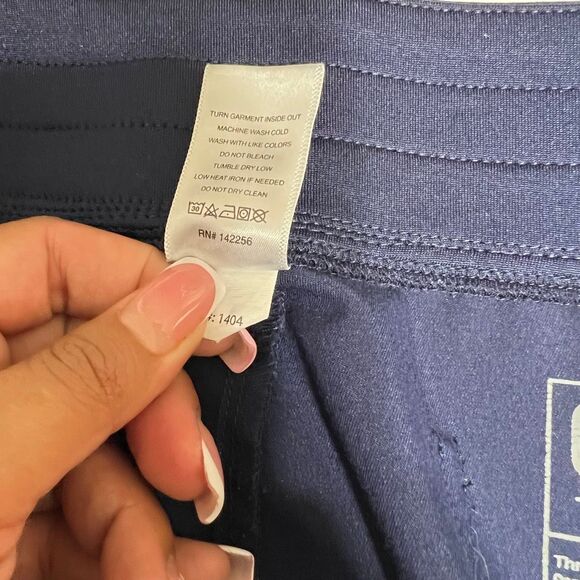 TURN GARMENT INSIDE OUT
MACHINE WASH COLD
WASH WITH LIKE COLORS
DO NOT BLEACH
TUMBLE DRY LOW
LOW HEAT IRON IF NEEDED
DO NOT DRY CLEAN
30
RN# 142256
#: 1404